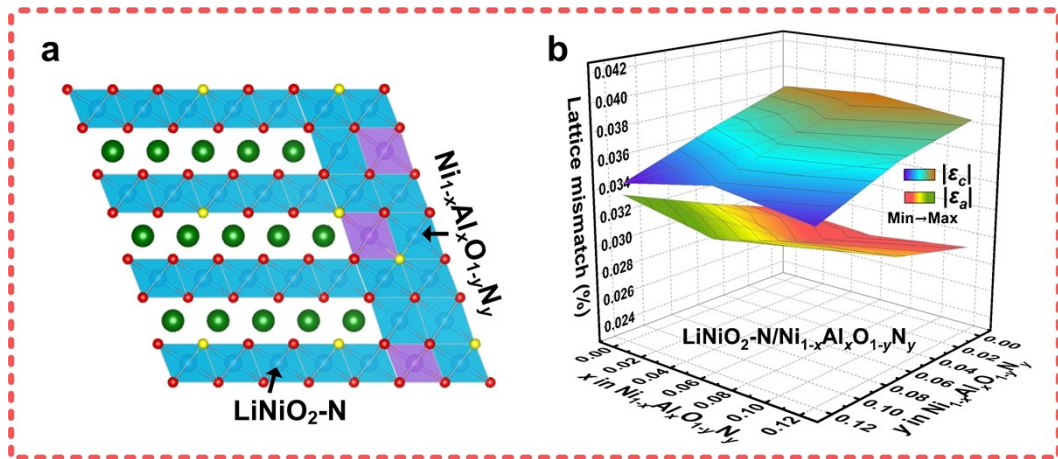 a
Ni₁₋ₓAlₓO₁₋yNy
LiNiO₂-N
b
Lattice mismatch (%)
0.042
0.040
0.038
0.036
0.034
0.032
0.030
0.028
0.026
0.024
|εc|
|εa|
Min→Max
LiNiO₂-N/Ni₁₋ₓAlₓO₁₋yNy
0.00
0.02
0.04
0.06
0.08
0.10
0.12
x in Ni₁₋ₓAlₓO₁₋yNy
0.00
0.02
0.04
0.06
0.08
0.10
0.12
y in Ni₁₋ₓAlₓO₁₋yNy